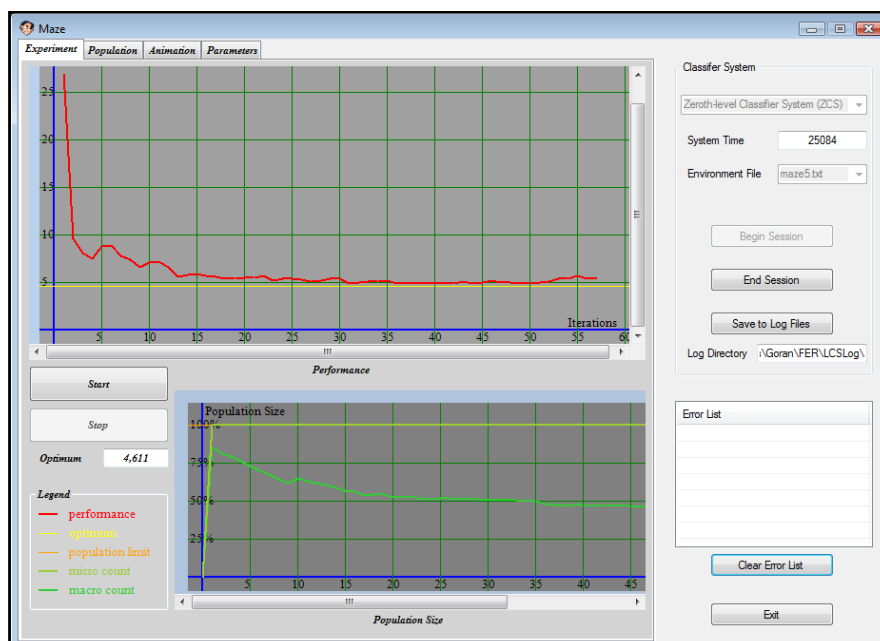 Maze
Experiment Population Animation Parameters
25
20
15
10
5
Iterations
5 10 15 20 25 30 35 40 45 50 55 60
Performance
Start
Stop
Optimum 4,611
Legend
performance
optimum
population limit
micro count
macro count
Population Size
100%
75%
50%
25%
5 10 15 20 25 30 35 40 45
Population Size
Classifer System
Zeroth-level Classifier System (ZCS)
System Time 25084
Environment File maze5.txt
Begin Session
End Session
Save to Log Files
Log Directory :\Goran\FER\LCSLog\
Error List
Clear Error List
Exit